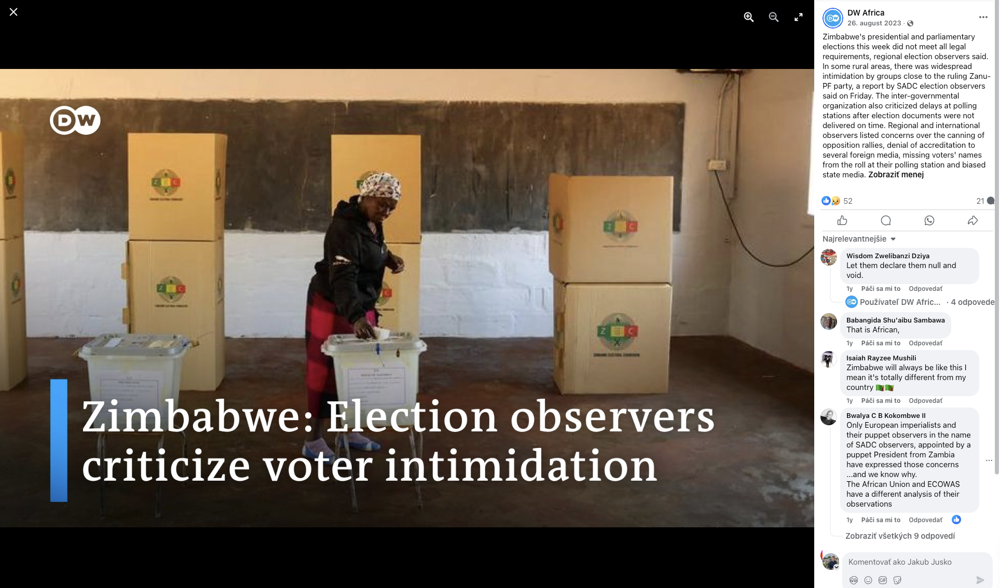 DW
Z E C
Z E C
Z C
Z E C
Zimbabwe: Election observers
criticize voter intimidation
DW Africa
26. august 2023 ·
Zimbabwe's presidential and parliamentary
elections this week did not meet all legal
requirements, regional election observers said.
In some rural areas, there was widespread
intimidation by groups close to the ruling Zanu-
PF party, a report by SADC election observers
said on Friday. The inter-governmental
organization also criticized delays at polling
stations after election documents were not
delivered on time. Regional and international
observers listed concerns over the canning of
opposition rallies, denial of accreditation to
several foreign media, missing voters' names
from the roll at their polling station and biased
state media. Zobraziť menej
52
21
Najrelevantnejšie
Wisdom Zwelibanzi Dziya
Let them declare them null and
void.
1y Páči sa mi to Odpovedať
Používateľ DW Afric... · 4 odpovede
Babangida Shu'aibu Sambawa
That is African,
1y Páči sa mi to Odpovedať
Isaiah Rayzee Mushili
Zimbabwe will always be like this I
mean it's totally different from my
country
1y Páči sa mi to Odpovedať
Bwalya C B Kokombwe II
Only European imperialists and
their puppet observers in the name
of SADC observers, appointed by a
puppet President from Zambia
have expressed those concerns
...and we know why.
The African Union and ECOWAS
have a different analysis of their
observations
1y Páči sa mi to Odpovedať
Zobraziť všetkých 9 odpovedí
Komentovať ako Jakub Jusko
GIF